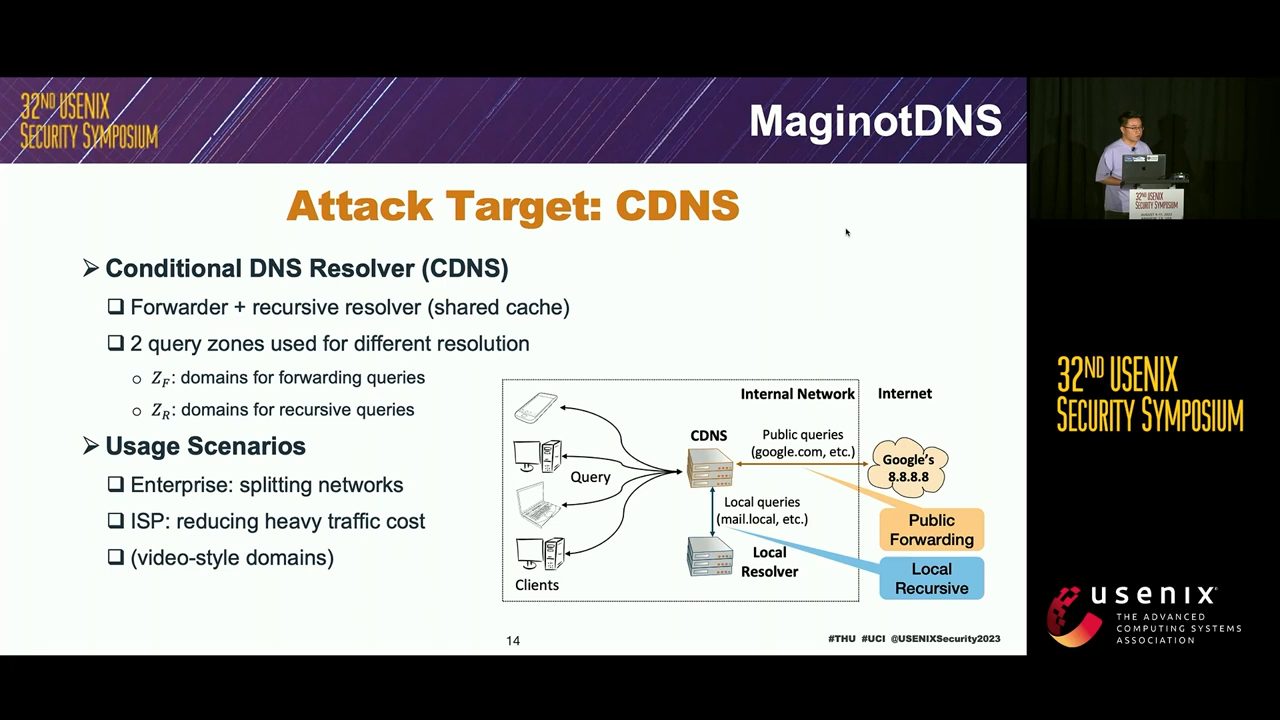 32ND USENIX
SECURITY SYMPOSIUM
MaginotDNS
Attack Target: CDNS
➢ Conditional DNS Resolver (CDNS)
❑ Forwarder + recursive resolver (shared cache)
❑ 2 query zones used for different resolution
○ Z_F: domains for forwarding queries
○ Z_R: domains for recursive queries
➢ Usage Scenarios
❑ Enterprise: splitting networks
❑ ISP: reducing heavy traffic cost
❑ (video-style domains)
Internal Network
Internet
CDNS
Public queries
(google.com, etc.)
Google's
8.8.8.8
Query
Local queries
(mail.local, etc.)
Public
Forwarding
Local
Resolver
Local
Recursive
Clients
14
#THU #UCI @USENIXSecurity2023
32ND USENIX
SECURITY SYMPOSIUM
32ND USENIX
SECURITY SYMPOSIUM
usenix
THE ADVANCED
COMPUTING SYSTEMS
ASSOCIATION